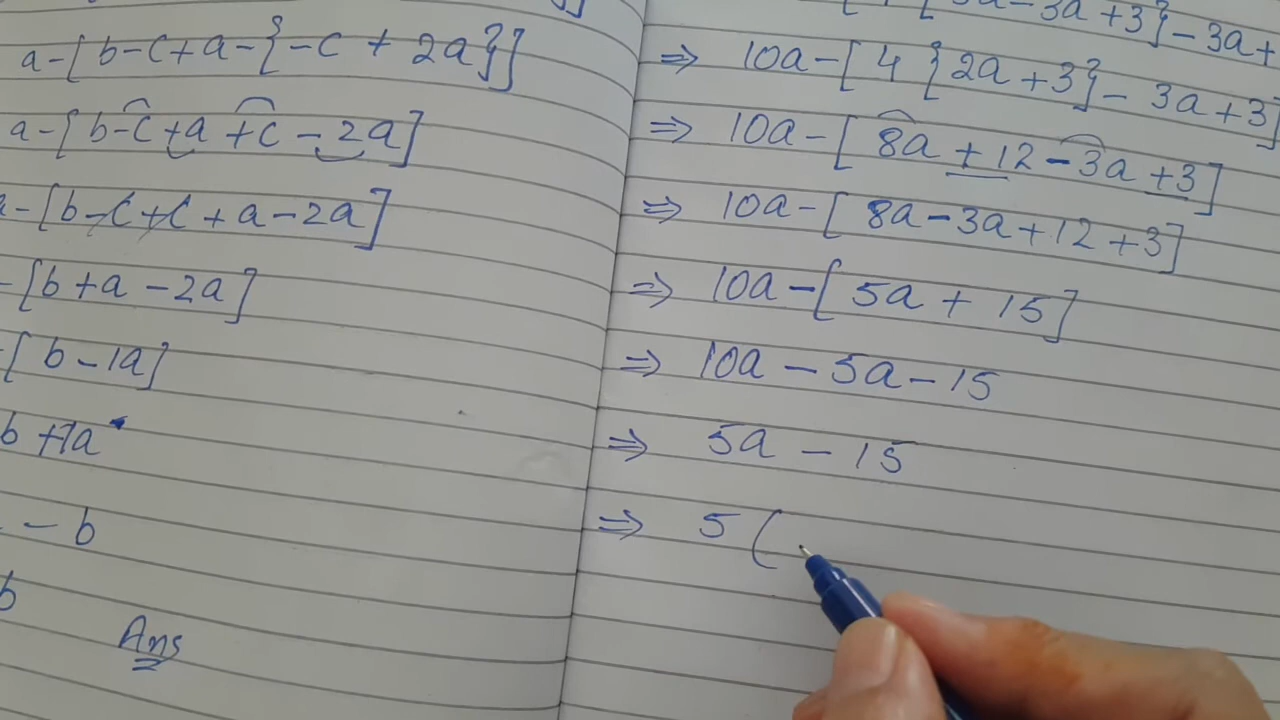 a-[b-c+a-{-c + 2a}]
a-[b-c+a+c-2a]
-[b-c+c+a-2a]
-[b+a-2a]
-[b-1a]
b+1a
- b
b
Ans
3a-3a+3}-3a+
⇒ 10a-[4{2a+3}-3a+3]
⇒ 10a-[8a+12-3a+3]
⇒ 10a-[8a-3a+12+3]
⇒ 10a-[5a+15]
⇒ 10a-5a-15
⇒ 5a-15
⇒ 5(